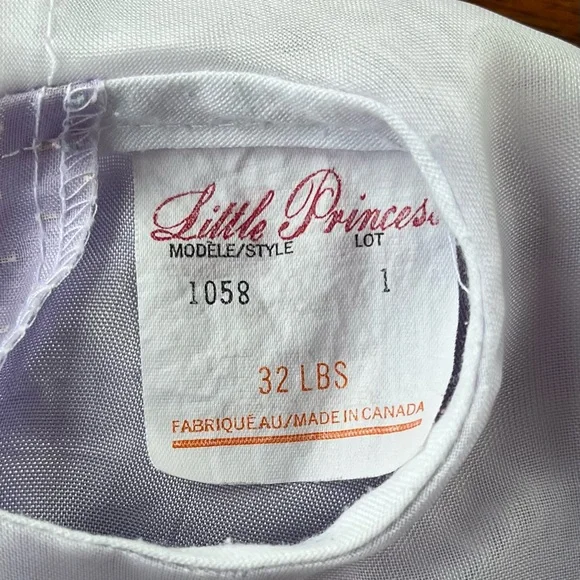 Little Princess
MODÈLE/STYLE LOT
1058 1
32 LBS
FABRIQUÉ AU/MADE IN CANADA